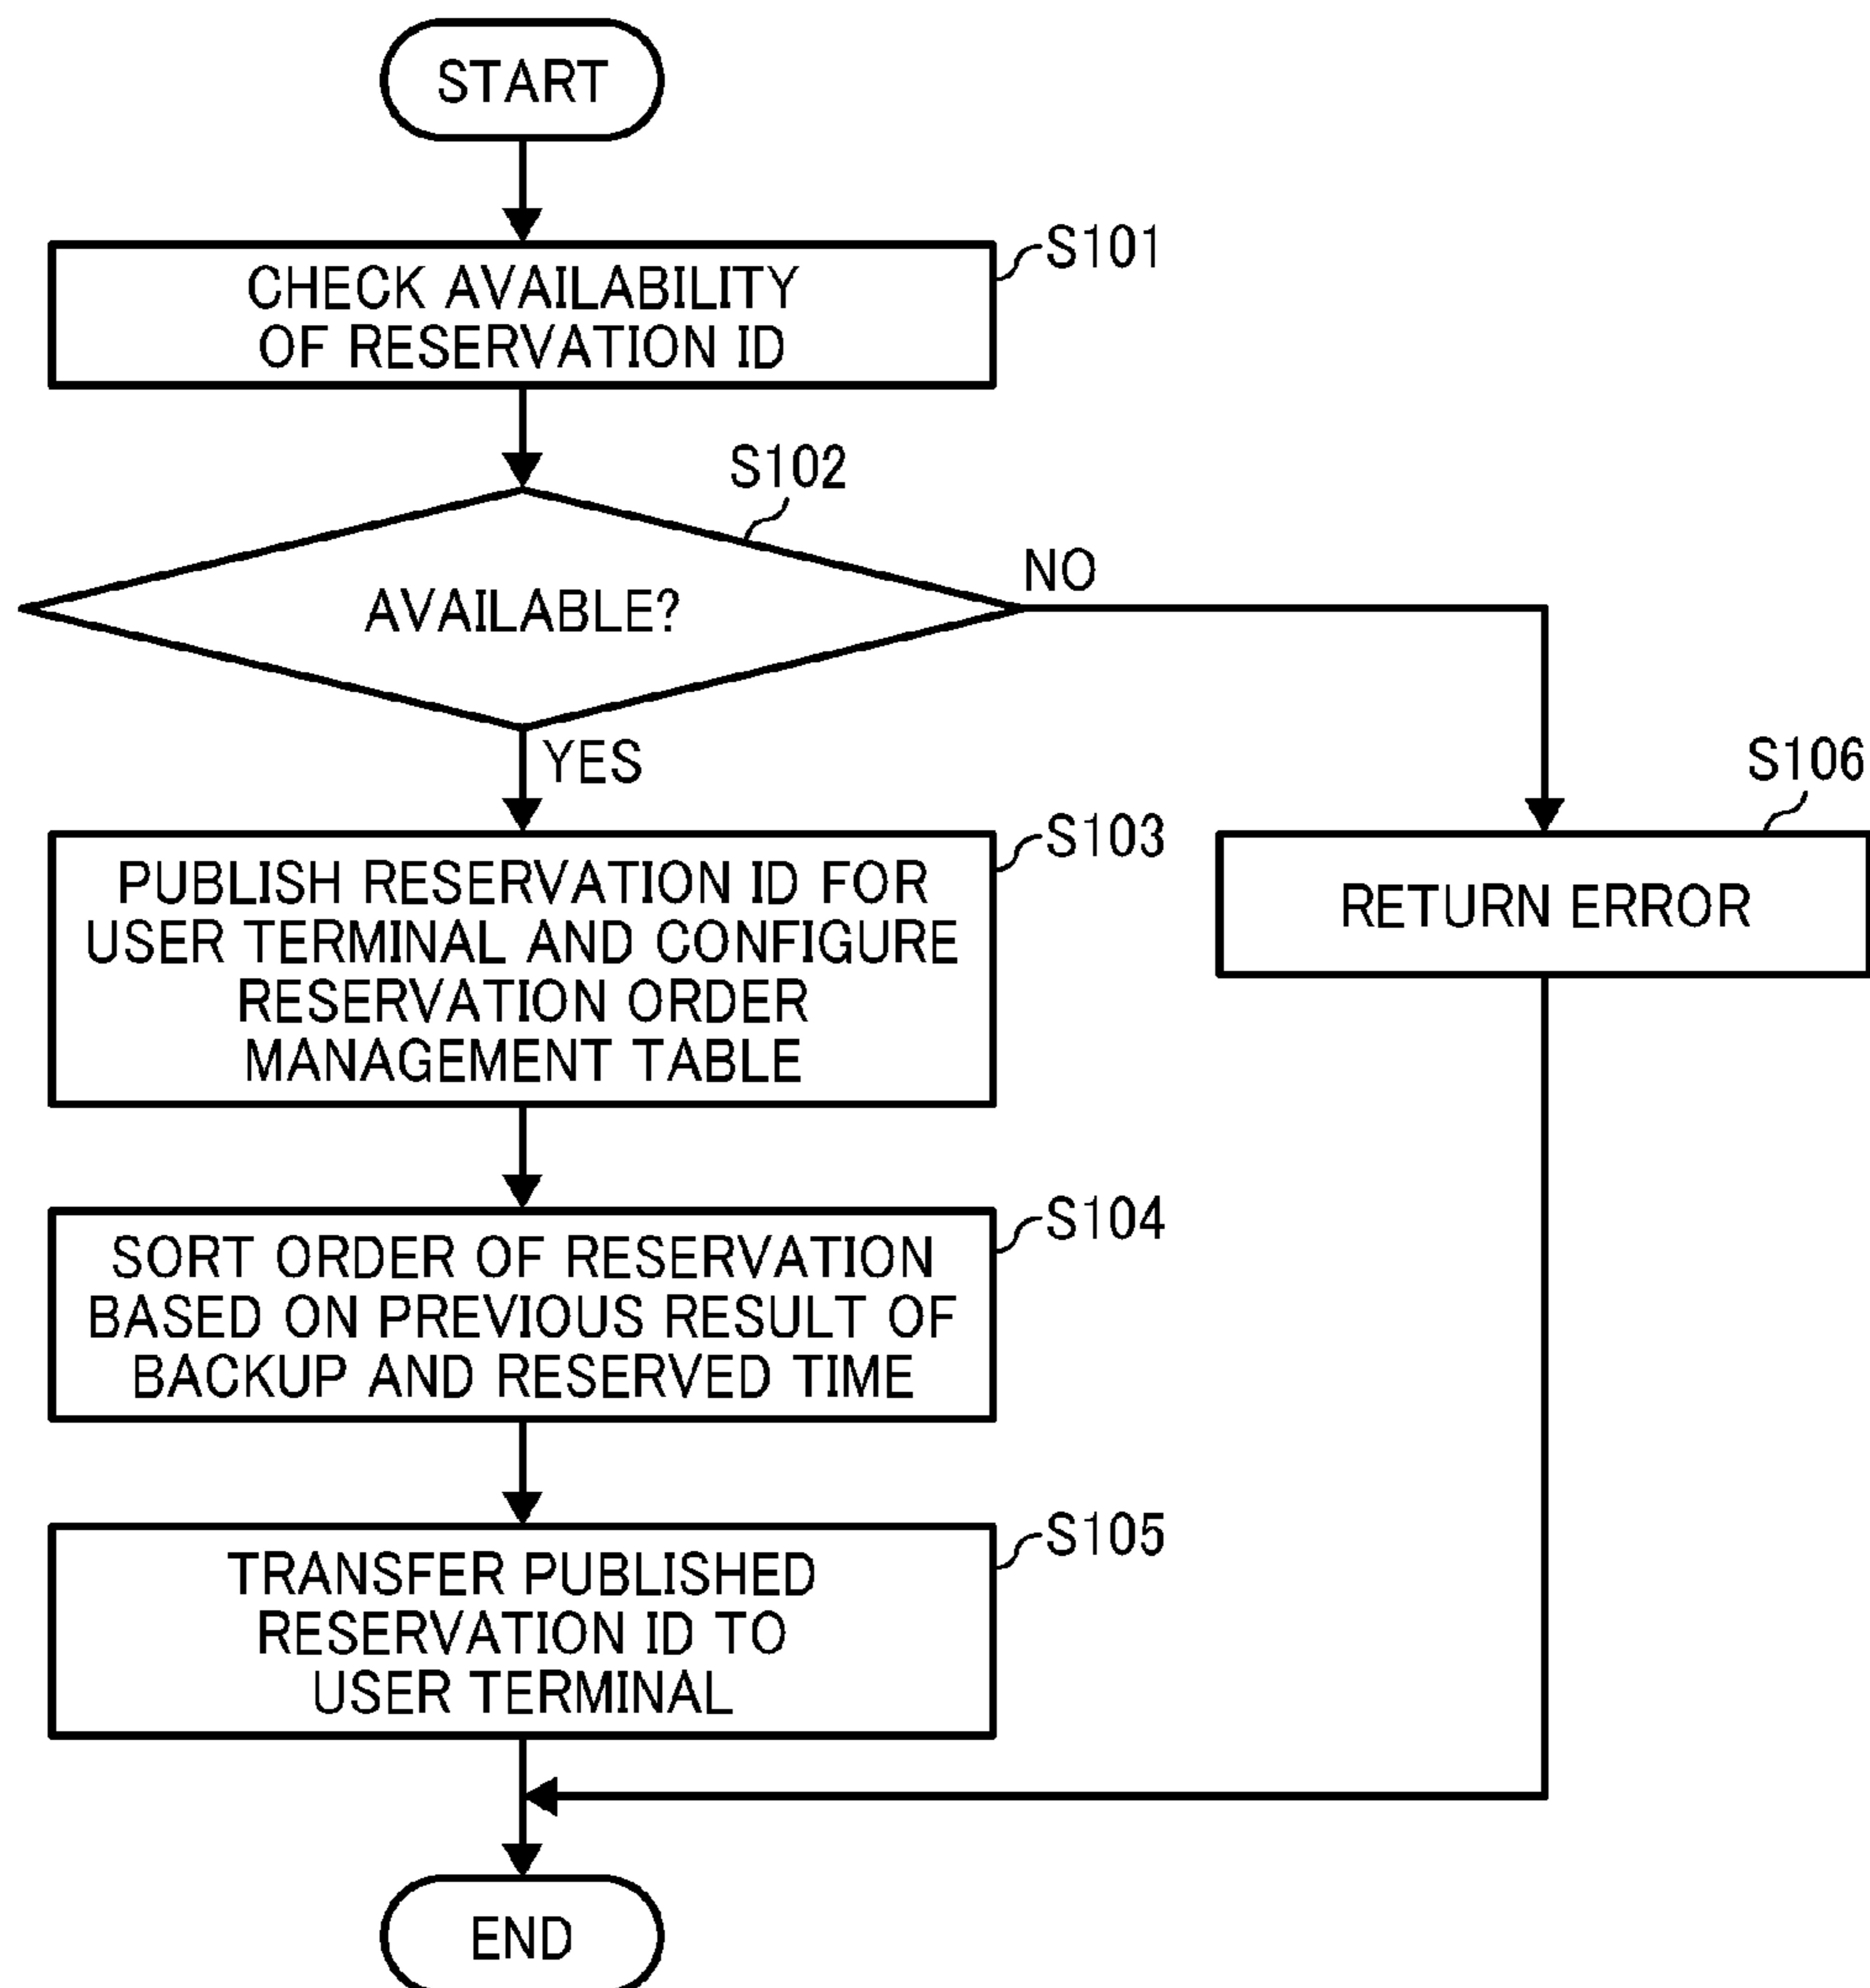 START
S101
CHECK AVAILABILITY
OF RESERVATION ID
S102
AVAILABLE?
NO
YES
S103
PUBLISH RESERVATION ID FOR
USER TERMINAL AND CONFIGURE
RESERVATION ORDER
MANAGEMENT TABLE
S106
RETURN ERROR
S104
SORT ORDER OF RESERVATION
BASED ON PREVIOUS RESULT OF
BACKUP AND RESERVED TIME
S105
TRANSFER PUBLISHED
RESERVATION ID TO
USER TERMINAL
END